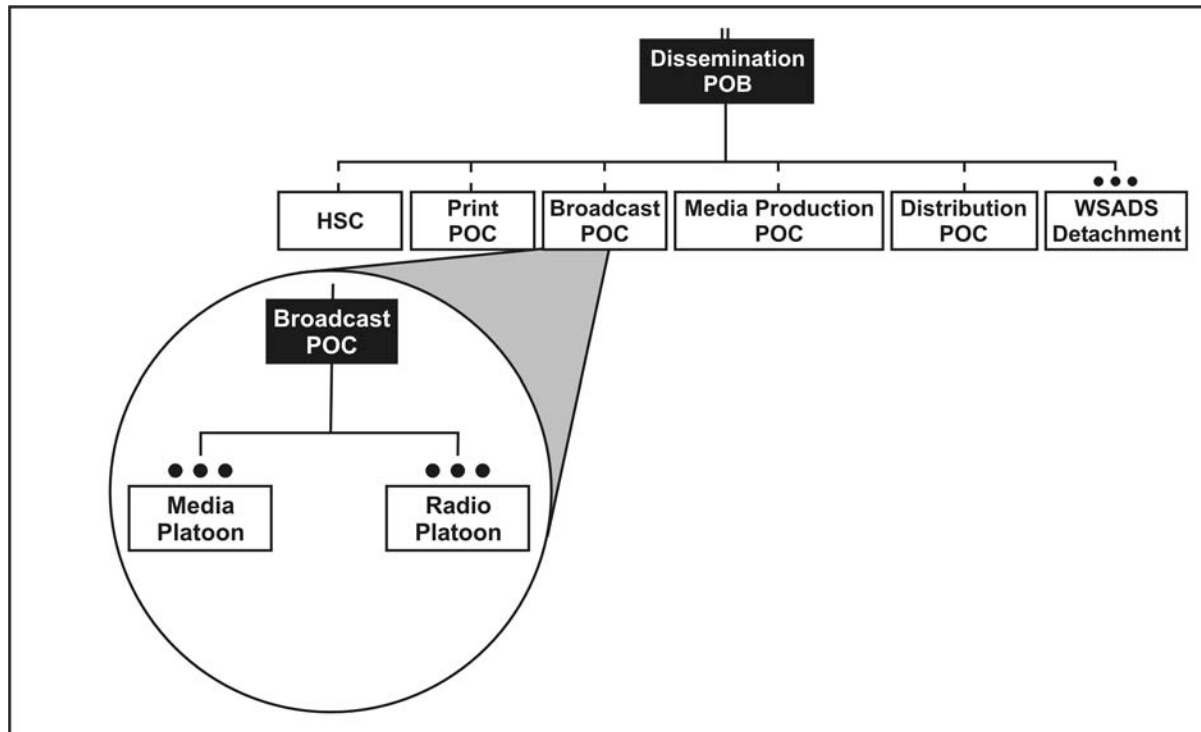 Dissemination
POB
HSC
Print
POC
Broadcast
POC
Media Production
POC
Distribution
POC
WSADS
Detachment
Broadcast
POC
Media
Platoon
Radio
Platoon